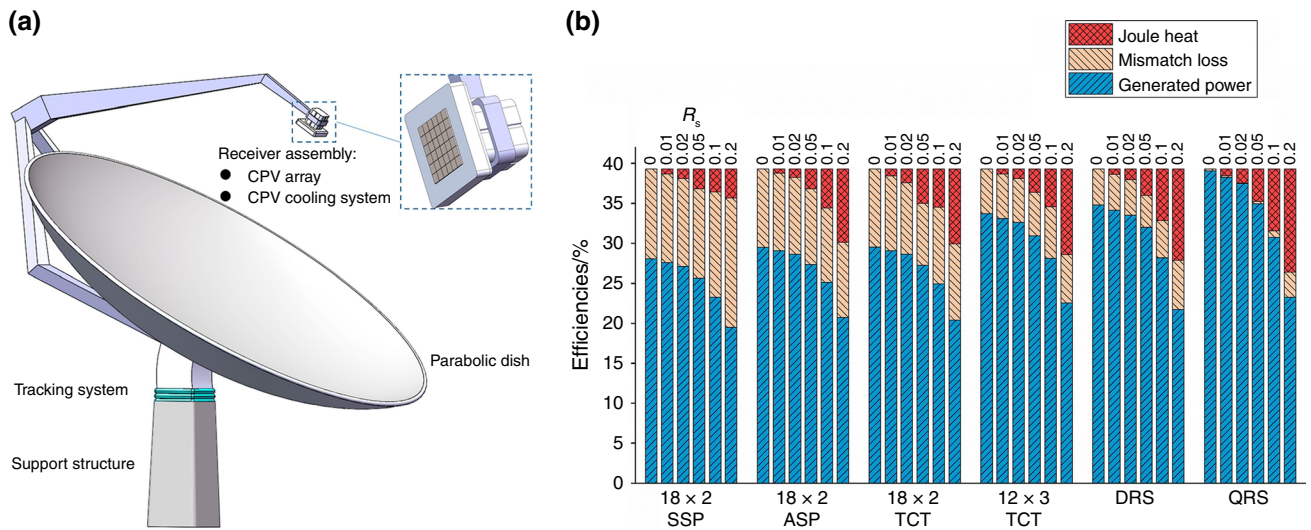 (a)
Receiver assembly:
● CPV array
● CPV cooling system
Parabolic dish
Tracking system
Support structure
(b)
Joule heat
Mismatch loss
Generated power
Rs
0 0.01 0.02 0.05 0.1 0.2
0 0.01 0.02 0.05 0.1 0.2
0 0.01 0.02 0.05 0.1 0.2
0 0.01 0.02 0.05 0.1 0.2
0 0.01 0.02 0.05 0.1 0.2
0 0.01 0.02 0.05 0.1 0.2
Efficiencies/%
40
35
30
25
20
15
10
5
0
18 × 2
SSP
18 × 2
ASP
18 × 2
TCT
12 × 3
TCT
DRS
QRS